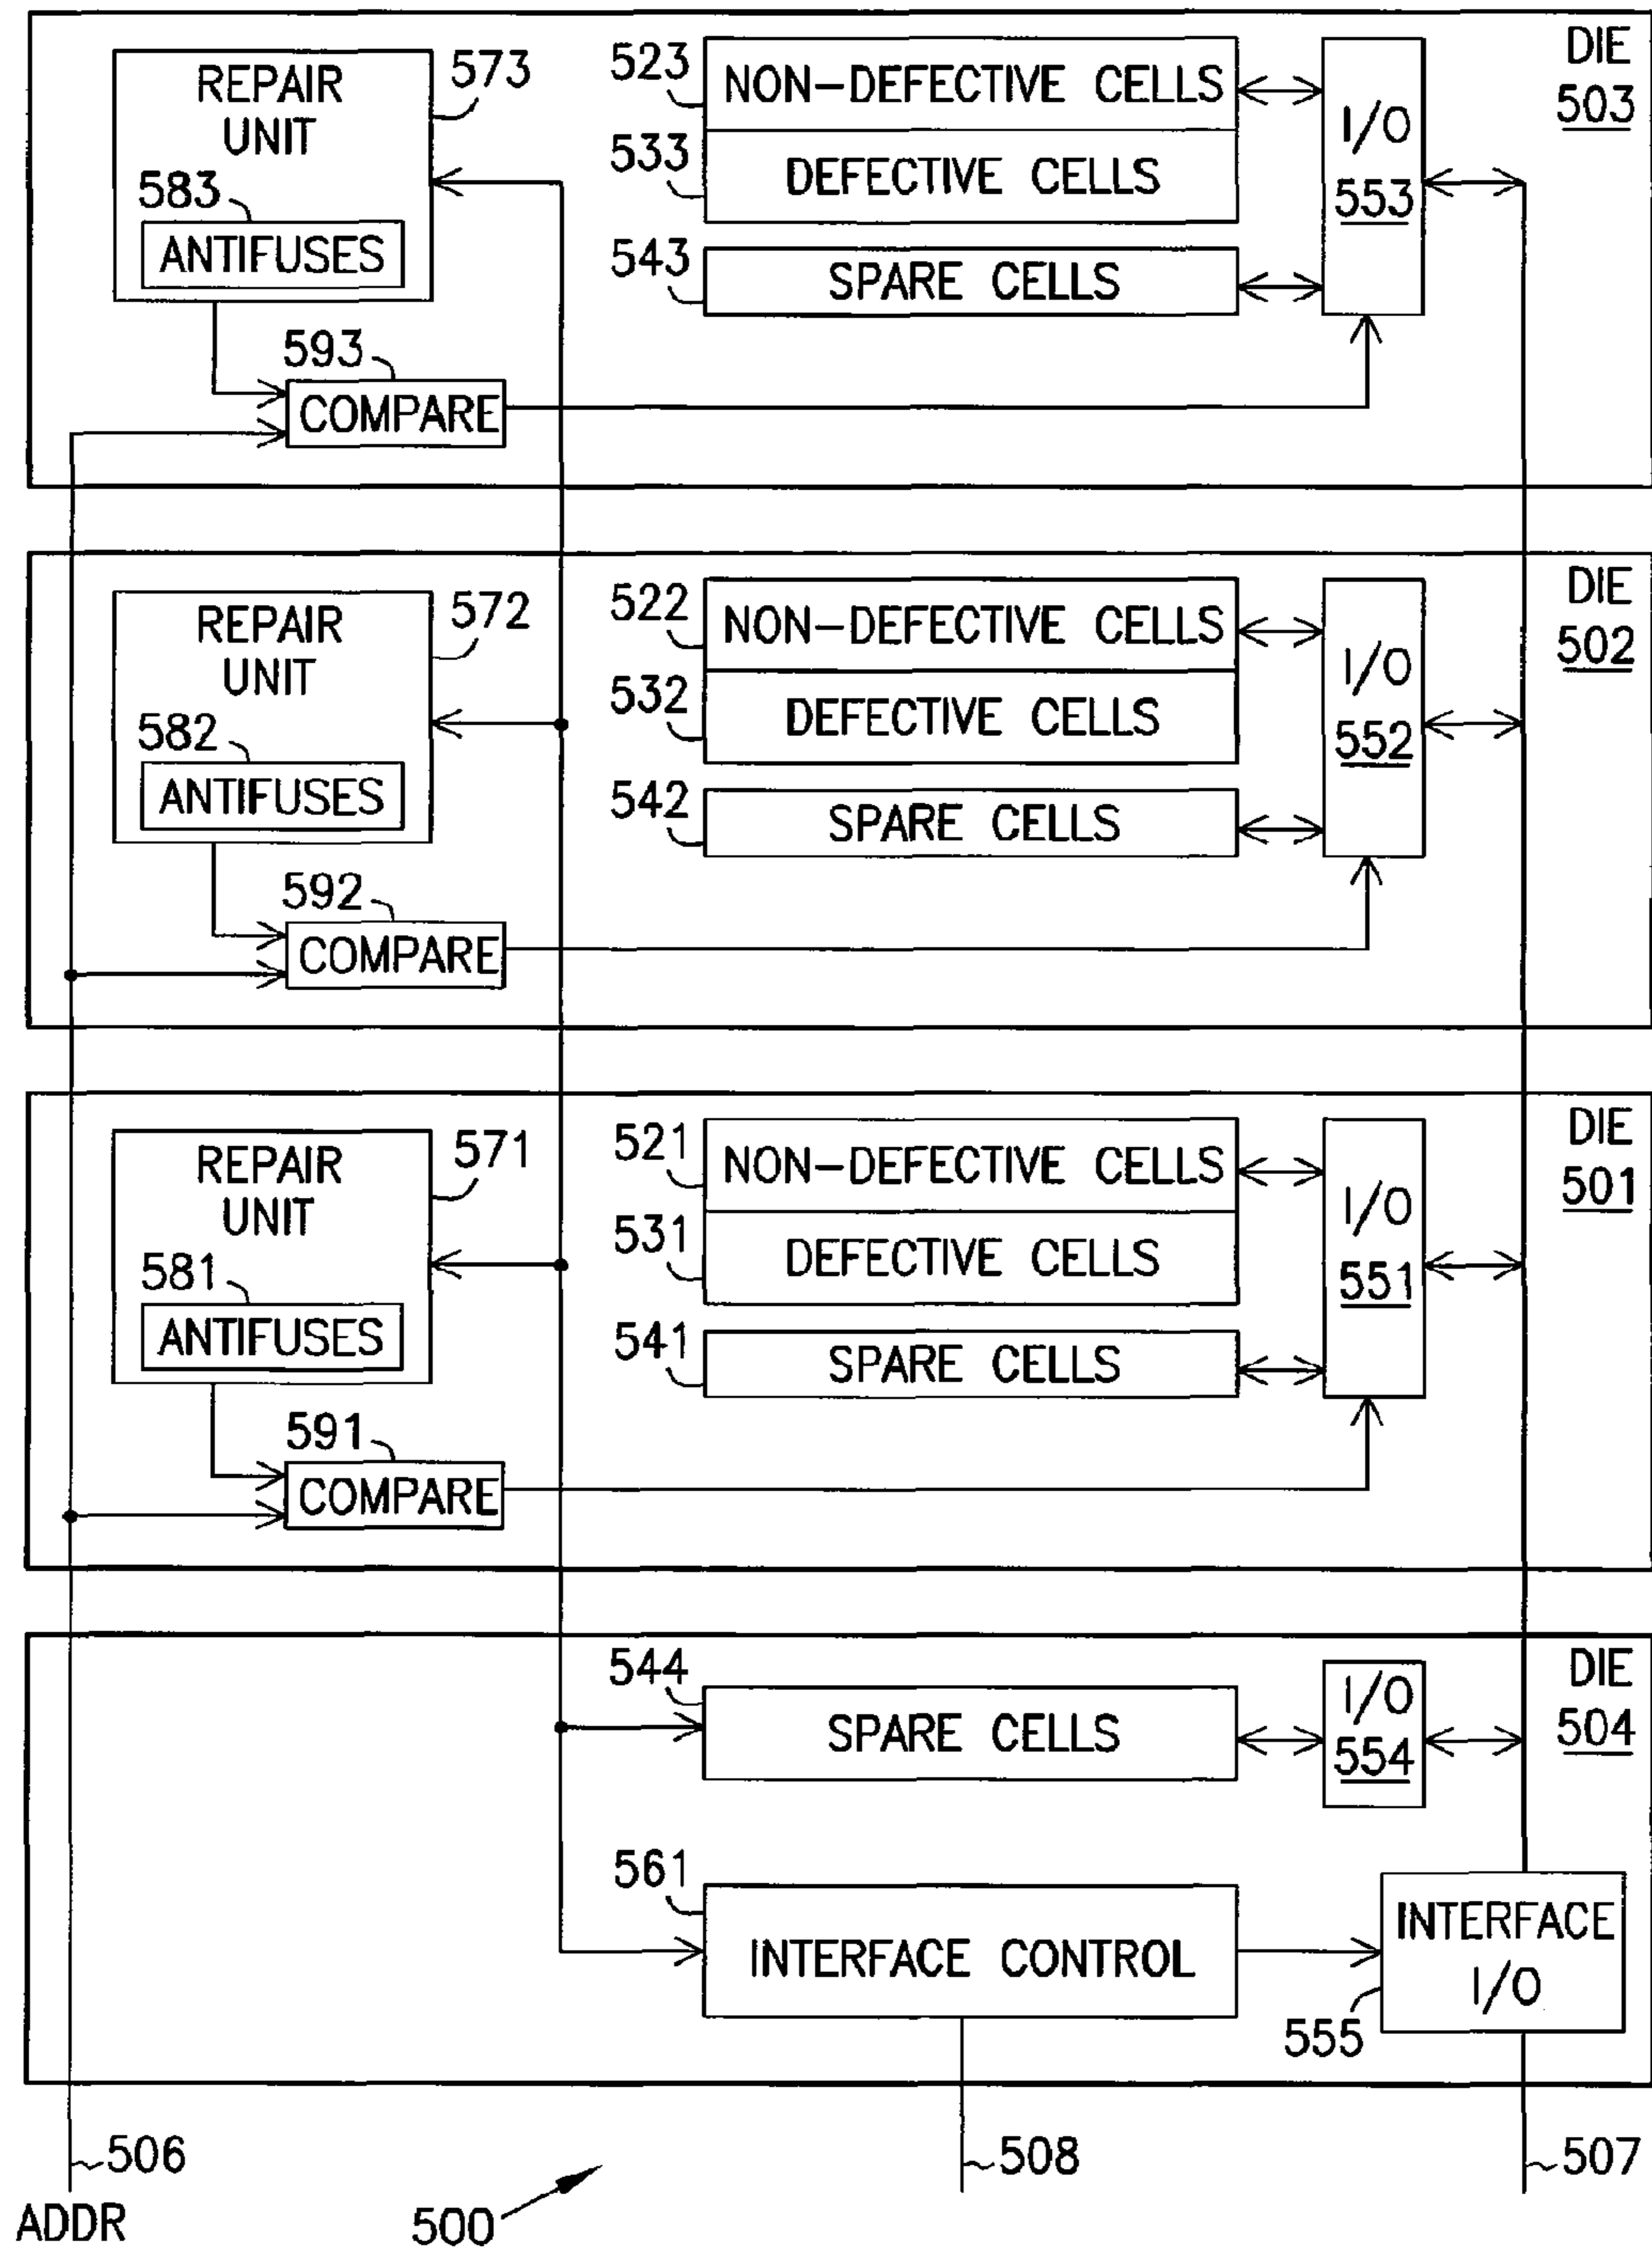 REPAIR
UNIT
573
583
ANTIFUSES
593
COMPARE
523
NON-DEFECTIVE CELLS
533
DEFECTIVE CELLS
543
SPARE CELLS
I/O
553
DIE
503
REPAIR
UNIT
572
582
ANTIFUSES
592
COMPARE
522
NON-DEFECTIVE CELLS
532
DEFECTIVE CELLS
542
SPARE CELLS
I/O
552
DIE
502
REPAIR
UNIT
571
581
ANTIFUSES
591
COMPARE
521
NON-DEFECTIVE CELLS
531
DEFECTIVE CELLS
541
SPARE CELLS
I/O
551
DIE
501
544
SPARE CELLS
I/O
554
DIE
504
561
INTERFACE CONTROL
INTERFACE
I/O
555
506
ADDR
500
508
507